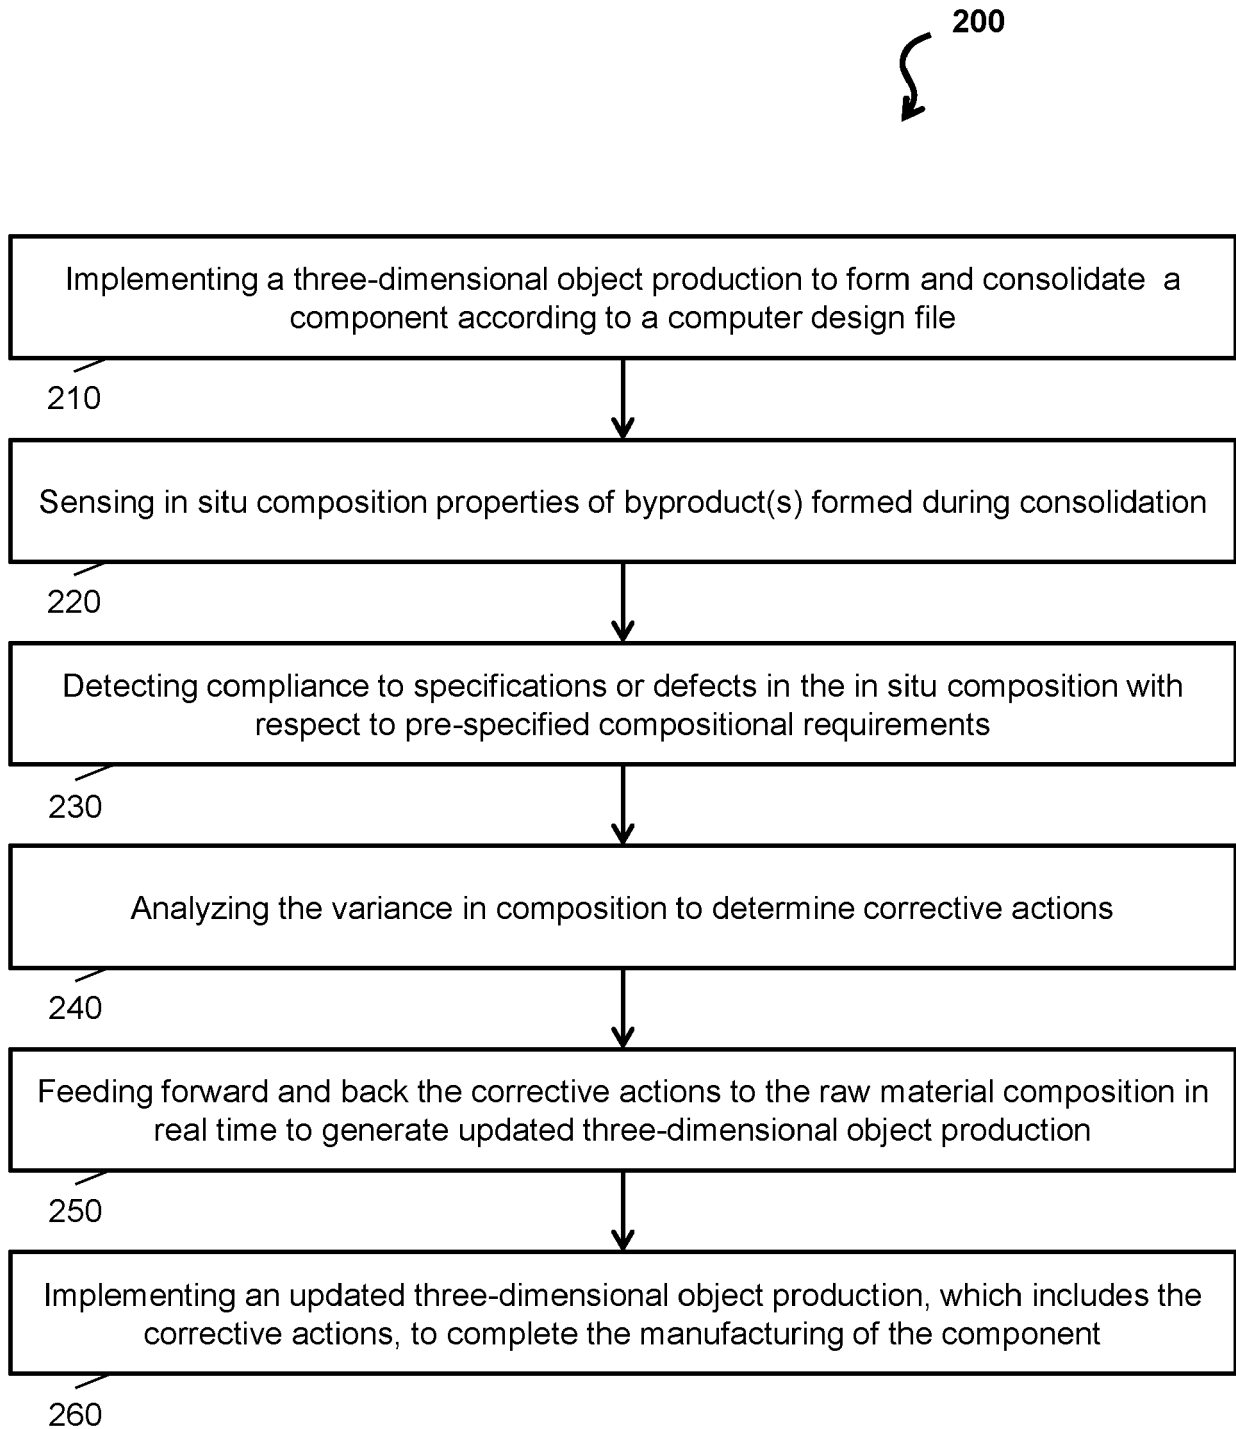 200
Implementing a three-dimensional object production to form and consolidate a
component according to a computer design file
210
Sensing in situ composition properties of byproduct(s) formed during consolidation
220
Detecting compliance to specifications or defects in the in situ composition with
respect to pre-specified compositional requirements
230
Analyzing the variance in composition to determine corrective actions
240
Feeding forward and back the corrective actions to the raw material composition in
real time to generate updated three-dimensional object production
250
Implementing an updated three-dimensional object production, which includes the
corrective actions, to complete the manufacturing of the component
260